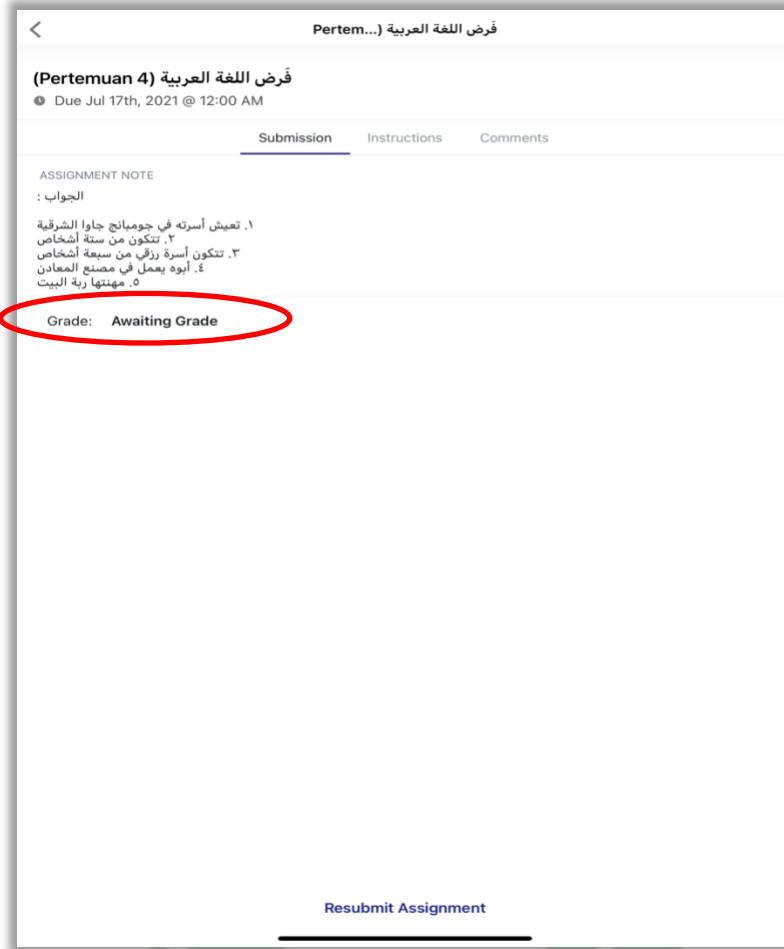 فَرض اللغة العربية (...Pertem
فَرض اللغة العربية (Pertemuan 4)
Due Jul 17th, 2021 @ 12:00 AM
Submission Instructions Comments
ASSIGNMENT NOTE
الجواب :
١. تعيش أسرته في جومبانج جاوا الشرقية
٢. تتكون من ستة أشخاص
٣. تتكون أسرة رزقي من سبعة أشخاص
٤. أبوه يعمل في مصنع المعادن
٥. مهنتها ربة البيت
Grade: Awaiting Grade
Resubmit Assignment